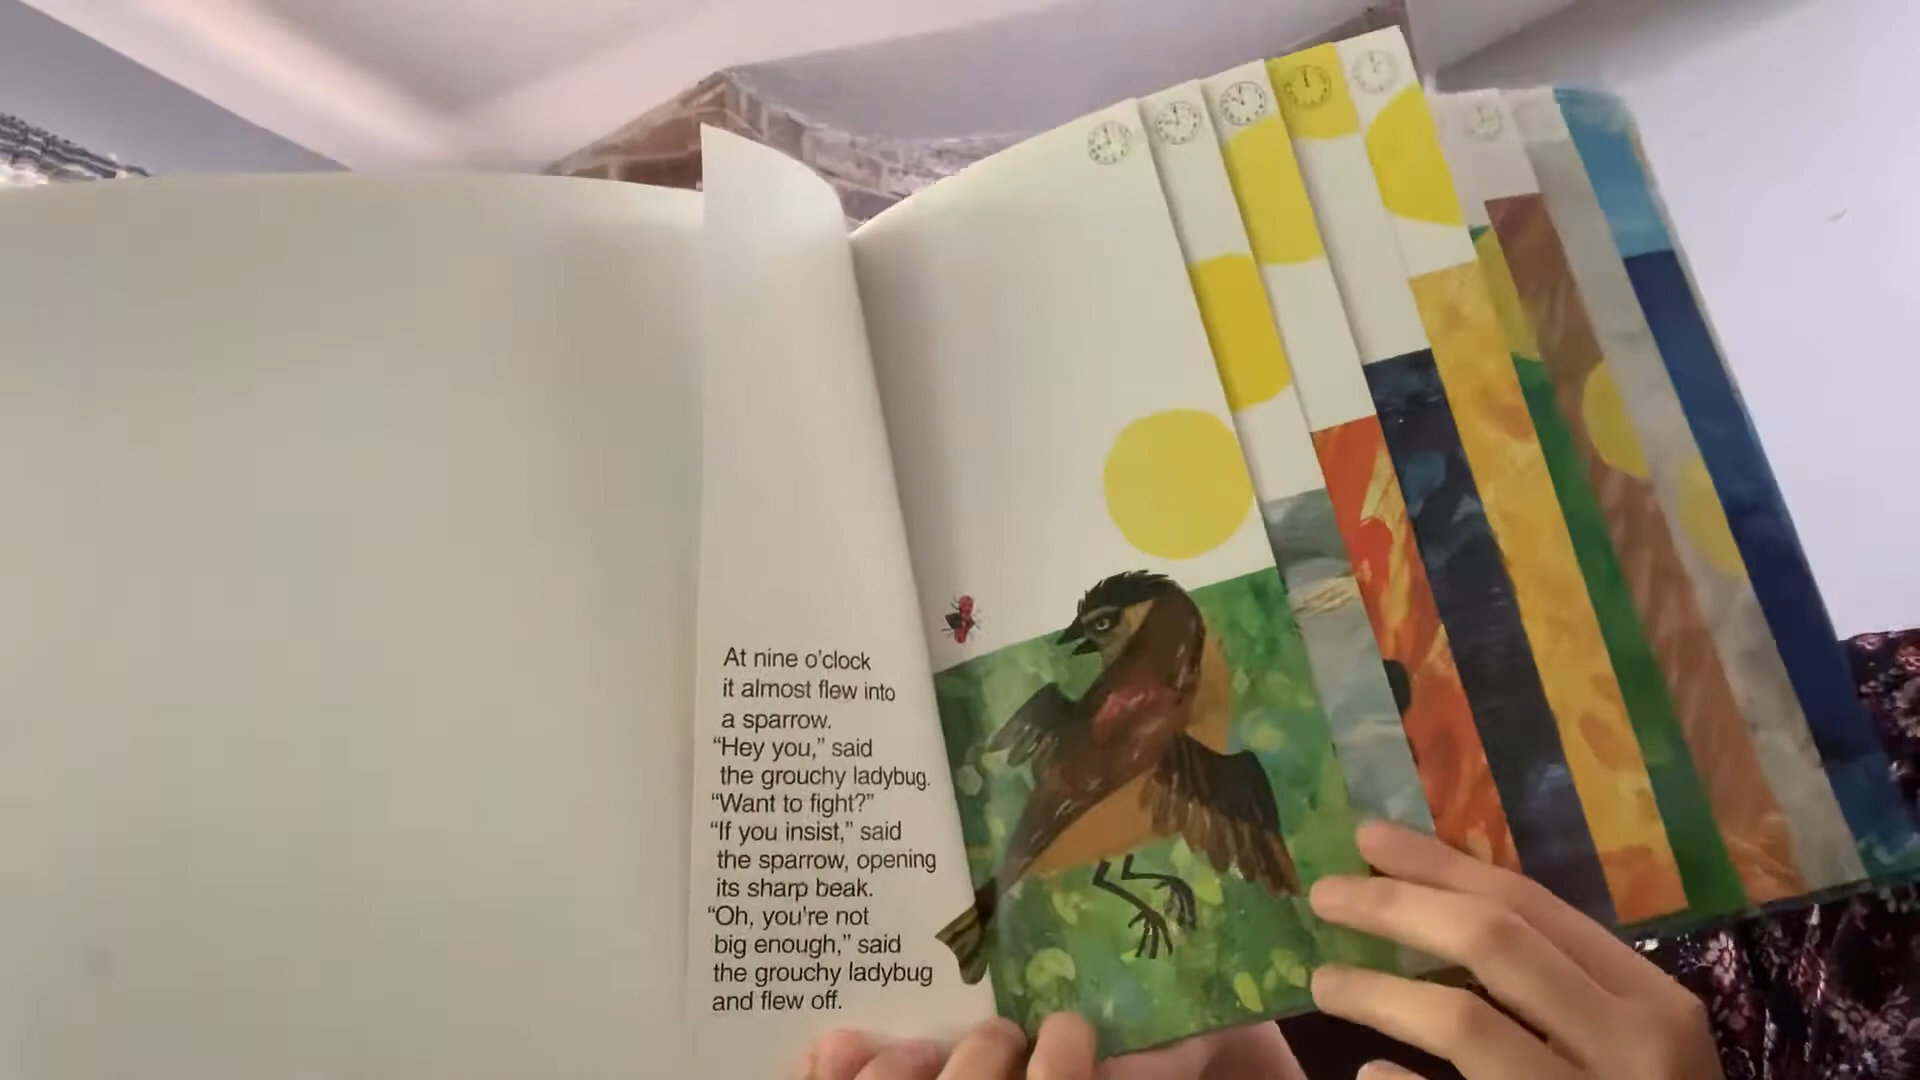 At nine o'clock
it almost flew into
a sparrow.
“Hey you,” said
the grouchy ladybug.
“Want to fight?”
“If you insist,” said
the sparrow, opening
its sharp beak.
“Oh, you're not
big enough,” said
the grouchy ladybug
and flew off.